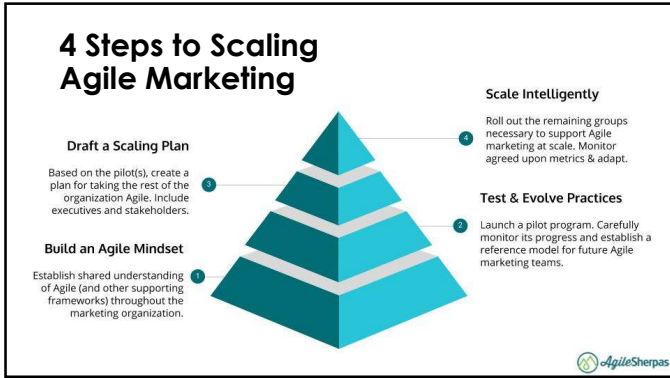 4 Steps to Scaling
Agile Marketing
Scale Intelligently
Roll out the remaining groups
necessary to support Agile
marketing at scale. Monitor
agreed upon metrics & adapt.
4
Draft a Scaling Plan
Based on the pilot(s), create a
plan for taking the rest of the
organization Agile. Include
executives and stakeholders.
3
Test & Evolve Practices
Launch a pilot program. Carefully
monitor its progress and establish a
reference model for future Agile
marketing teams.
2
Build an Agile Mindset
Establish shared understanding
of Agile (and other supporting
frameworks) throughout the
marketing organization.
1
AgileSherpas